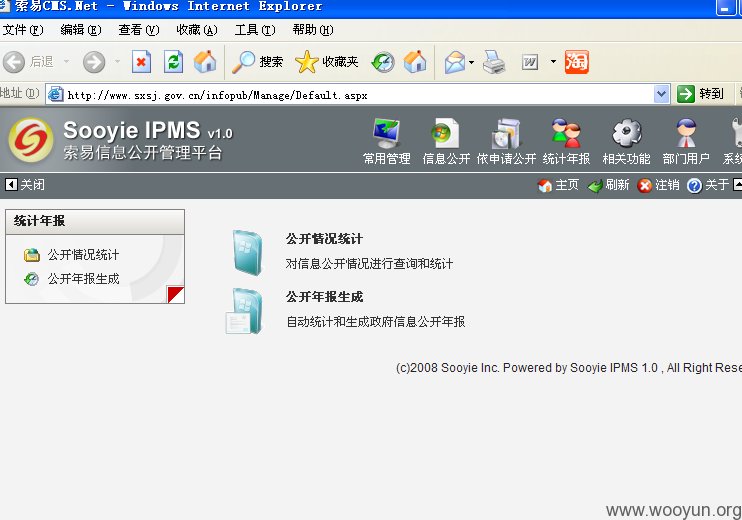 索易CMS.Net - Windows Internet Explorer
文件(F) 编辑(E) 查看(V) 收藏(A) 工具(T) 帮助(H)
后退 搜索 收藏夹 淘
地址(D) http://www.sxsj.gov.cn/infopub/Manage/Default.aspx 转到
Sooyie IPMS v1.0
索易信息公开管理平台
常用管理 信息公开 依申请公开 统计年报 相关功能 部门用户 系统
关闭 主页 刷新 注销 关于
统计年报
公开情况统计
公开年报生成
公开情况统计
对信息公开情况进行查询和统计
公开年报生成
自动统计和生成政府信息公开年报
(c)2008 Sooyie Inc. Powered by Sooyie IPMS 1.0 , All Right Rese
www.wooyun.org